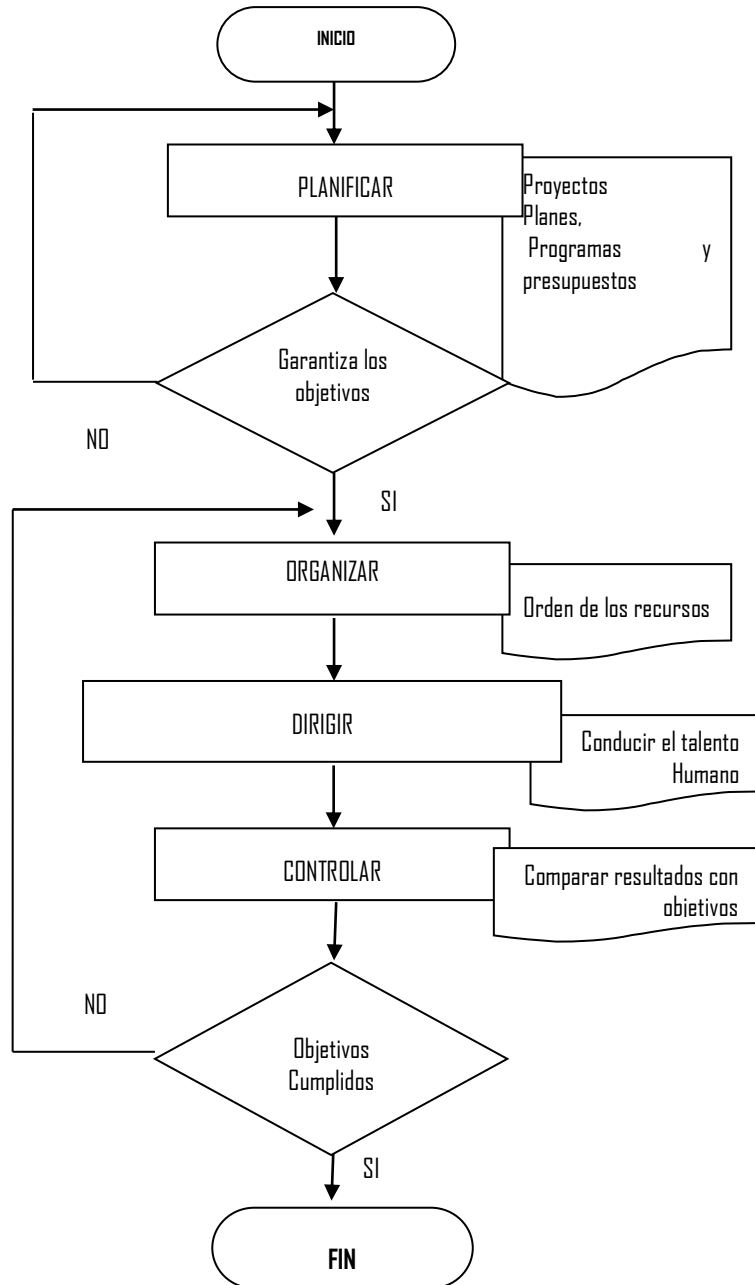 INICIO
PLANIFICAR
Proyectos
Planes,
Programas y
presupuestos
Garantiza los
objetivos
NO
SI
ORGANIZAR
Orden de los recursos
DIRIGIR
Conducir el talento
Humano
CONTROLAR
Comparar resultados con
objetivos
NO
Objetivos
Cumplidos
SI
FIN